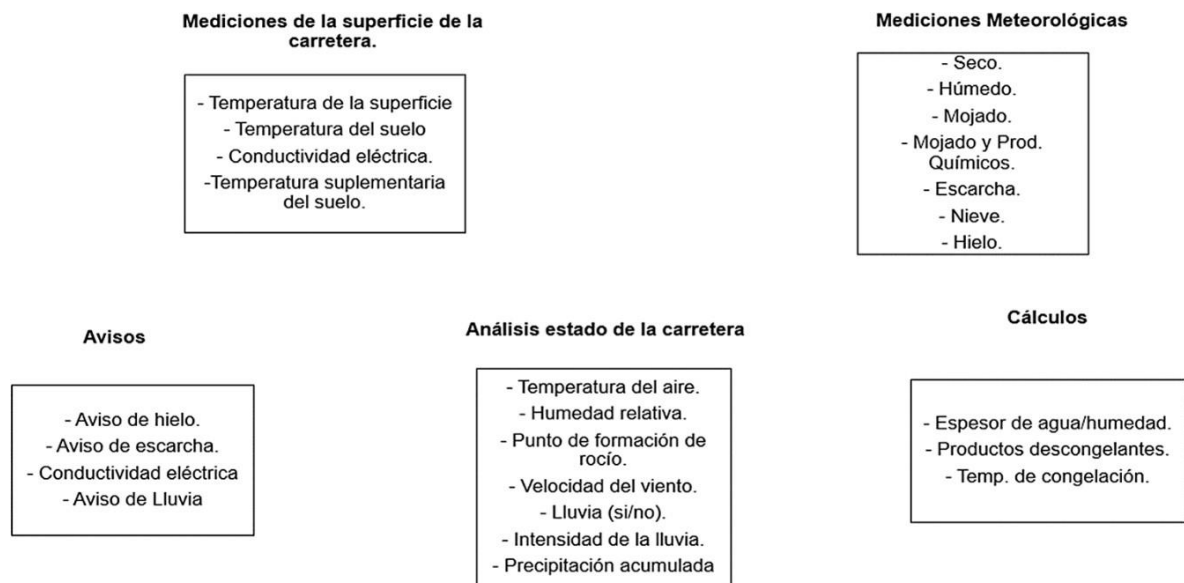 Mediciones de la superficie de la
carretera.
- Temperatura de la superficie
- Temperatura del suelo
- Conductividad eléctrica.
-Temperatura suplementaria
del suelo.
Mediciones Meteorológicas
- Seco.
- Húmedo.
- Mojado.
- Mojado y Prod.
Químicos.
- Escarcha.
- Nieve.
- Hielo.
Avisos
- Aviso de hielo.
- Aviso de escarcha.
- Conductividad eléctrica
- Aviso de Lluvia
Análisis estado de la carretera
- Temperatura del aire.
- Humedad relativa.
- Punto de formación de
rocío.
- Velocidad del viento.
- Lluvia (si/no).
- Intensidad de la lluvia.
- Precipitación acumulada
Cálculos
- Espesor de agua/humedad.
- Productos descongelantes.
- Temp. de congelación.